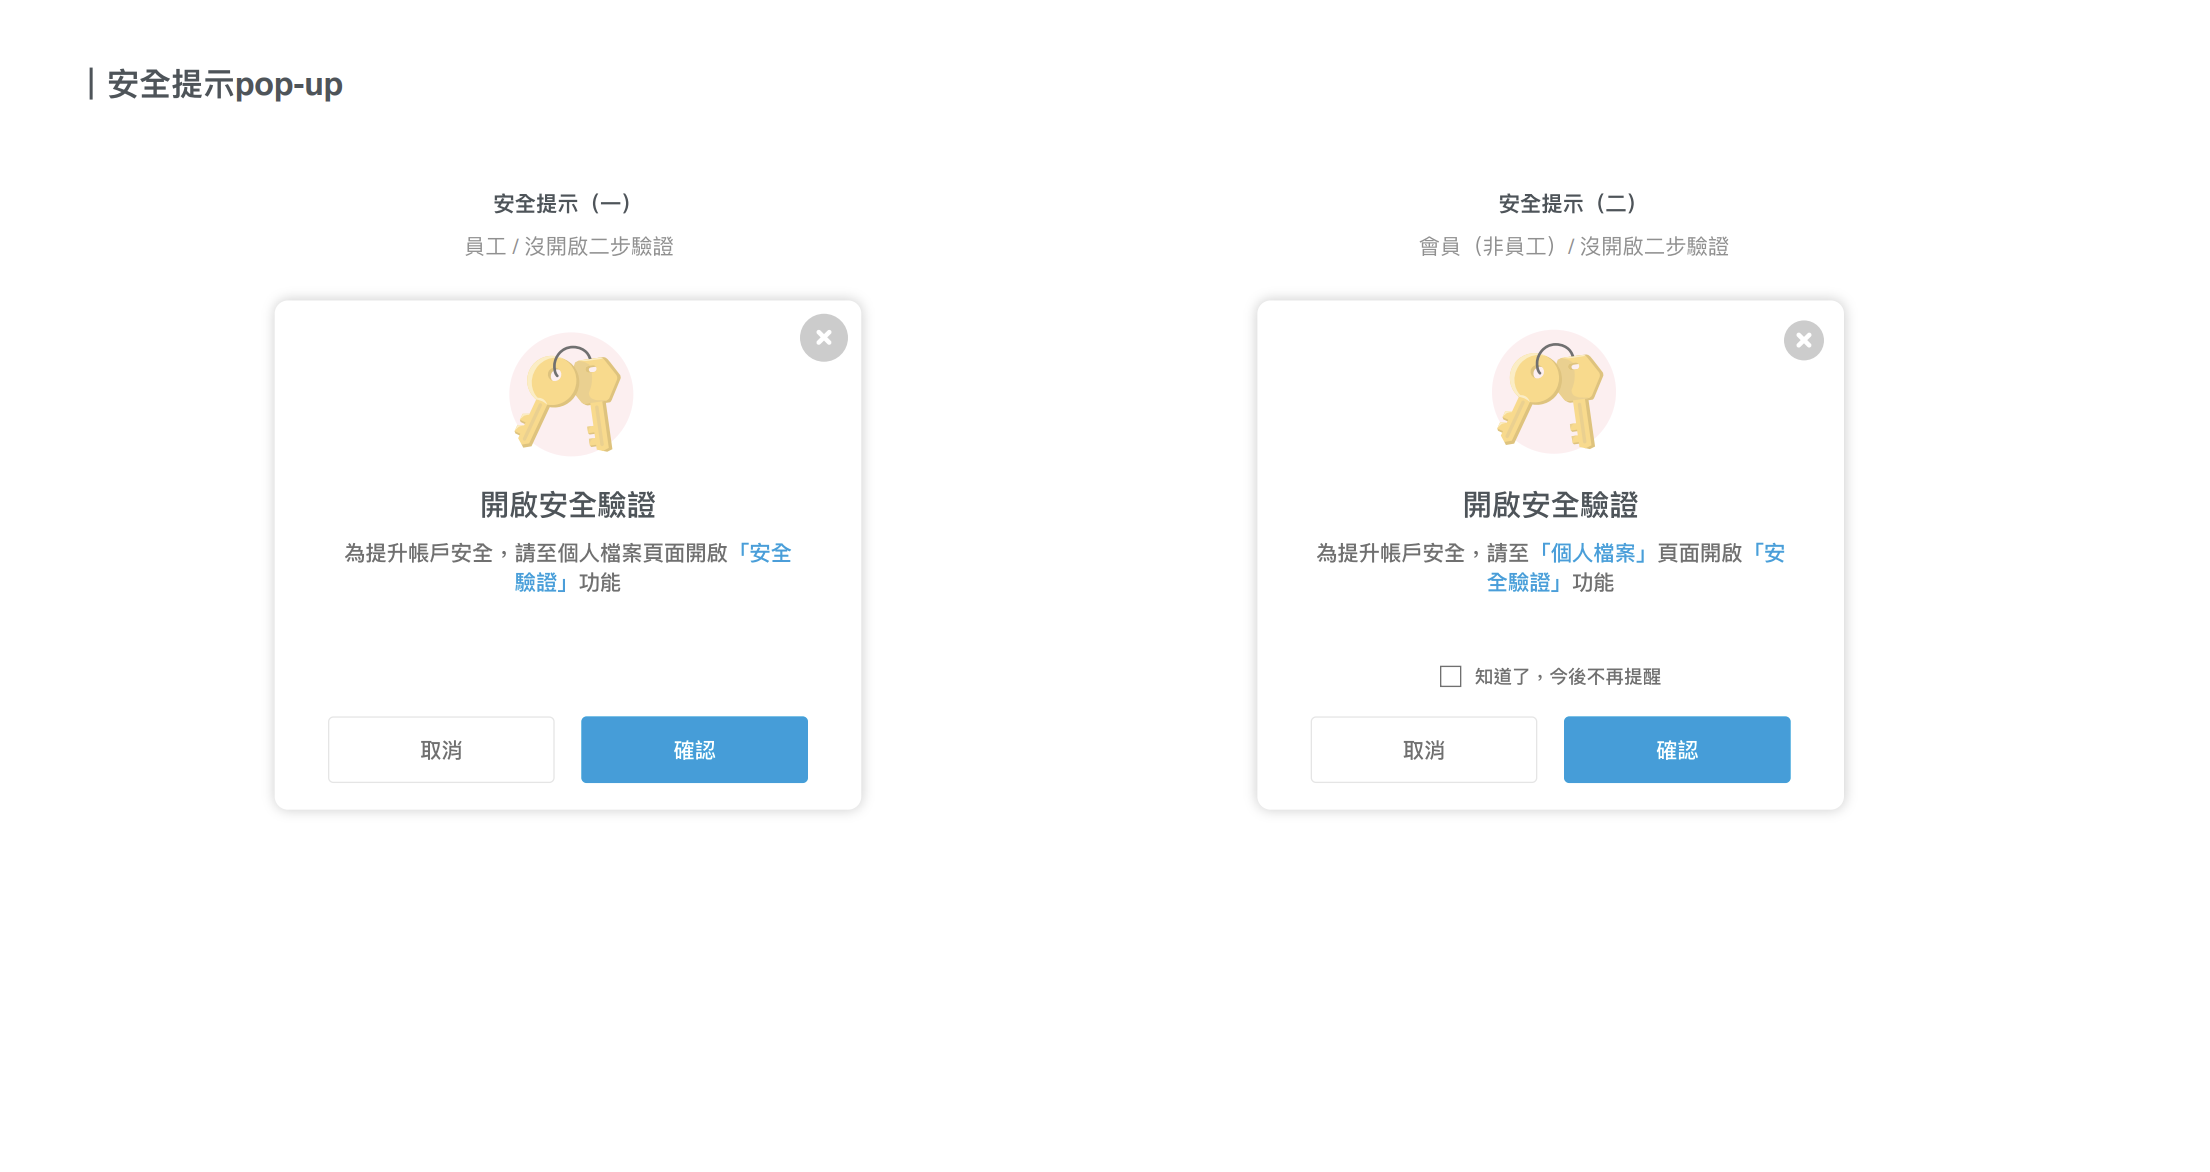 安全提示pop-up
安全提示（一）
員工 / 沒開啟二步驗證
開啟安全驗證
為提升帳戶安全，請至個人檔案頁面開啟「安全
驗證」功能
取消
確認
安全提示（二）
會員（非員工）/ 沒開啟二步驗證
開啟安全驗證
為提升帳戶安全，請至「個人檔案」頁面開啟「安
全驗證」功能
知道了，今後不再提醒
取消
確認